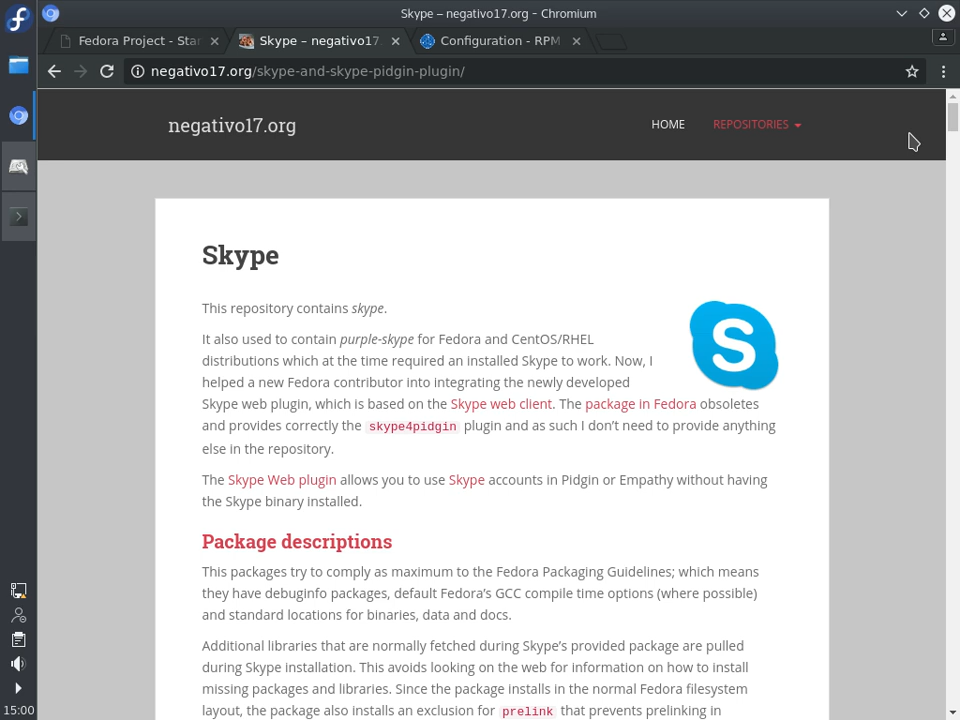 Skype – negativo17.org - Chromium
Fedora Project - Star
Skype – negativo17.
Configuration - RPM
negativo17.org/skype-and-skype-pidgin-plugin/
negativo17.org
HOME
REPOSITORIES
Skype
This repository contains skype.
It also used to contain purple-skype for Fedora and CentOS/RHEL
distributions which at the time required an installed Skype to work. Now, I
helped a new Fedora contributor into integrating the newly developed
Skype web plugin, which is based on the Skype web client. The package in Fedora obsoletes
and provides correctly the skype4pidgin plugin and as such I don’t need to provide anything
else in the repository.
The Skype Web plugin allows you to use Skype accounts in Pidgin or Empathy without having
the Skype binary installed.
Package descriptions
This packages try to comply as maximum to the Fedora Packaging Guidelines; which means
they have debuginfo packages, default Fedora’s GCC compile time options (where possible)
and standard locations for binaries, data and docs.
Additional libraries that are normally fetched during Skype’s provided package are pulled
during Skype installation. This avoids looking on the web for information on how to install
missing packages and libraries. Since the package installs in the normal Fedora filesystem
layout, the package also installs an exclusion for prelink that prevents prelinking in
15:00